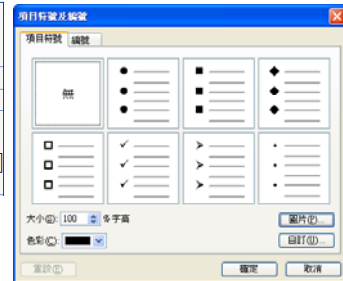 項目符號及編號
項目符號 編號
無
大小(S): 100 % 字高
色彩(C):
圖片(P)...
自訂(U)...
重設(E)
確定
取消